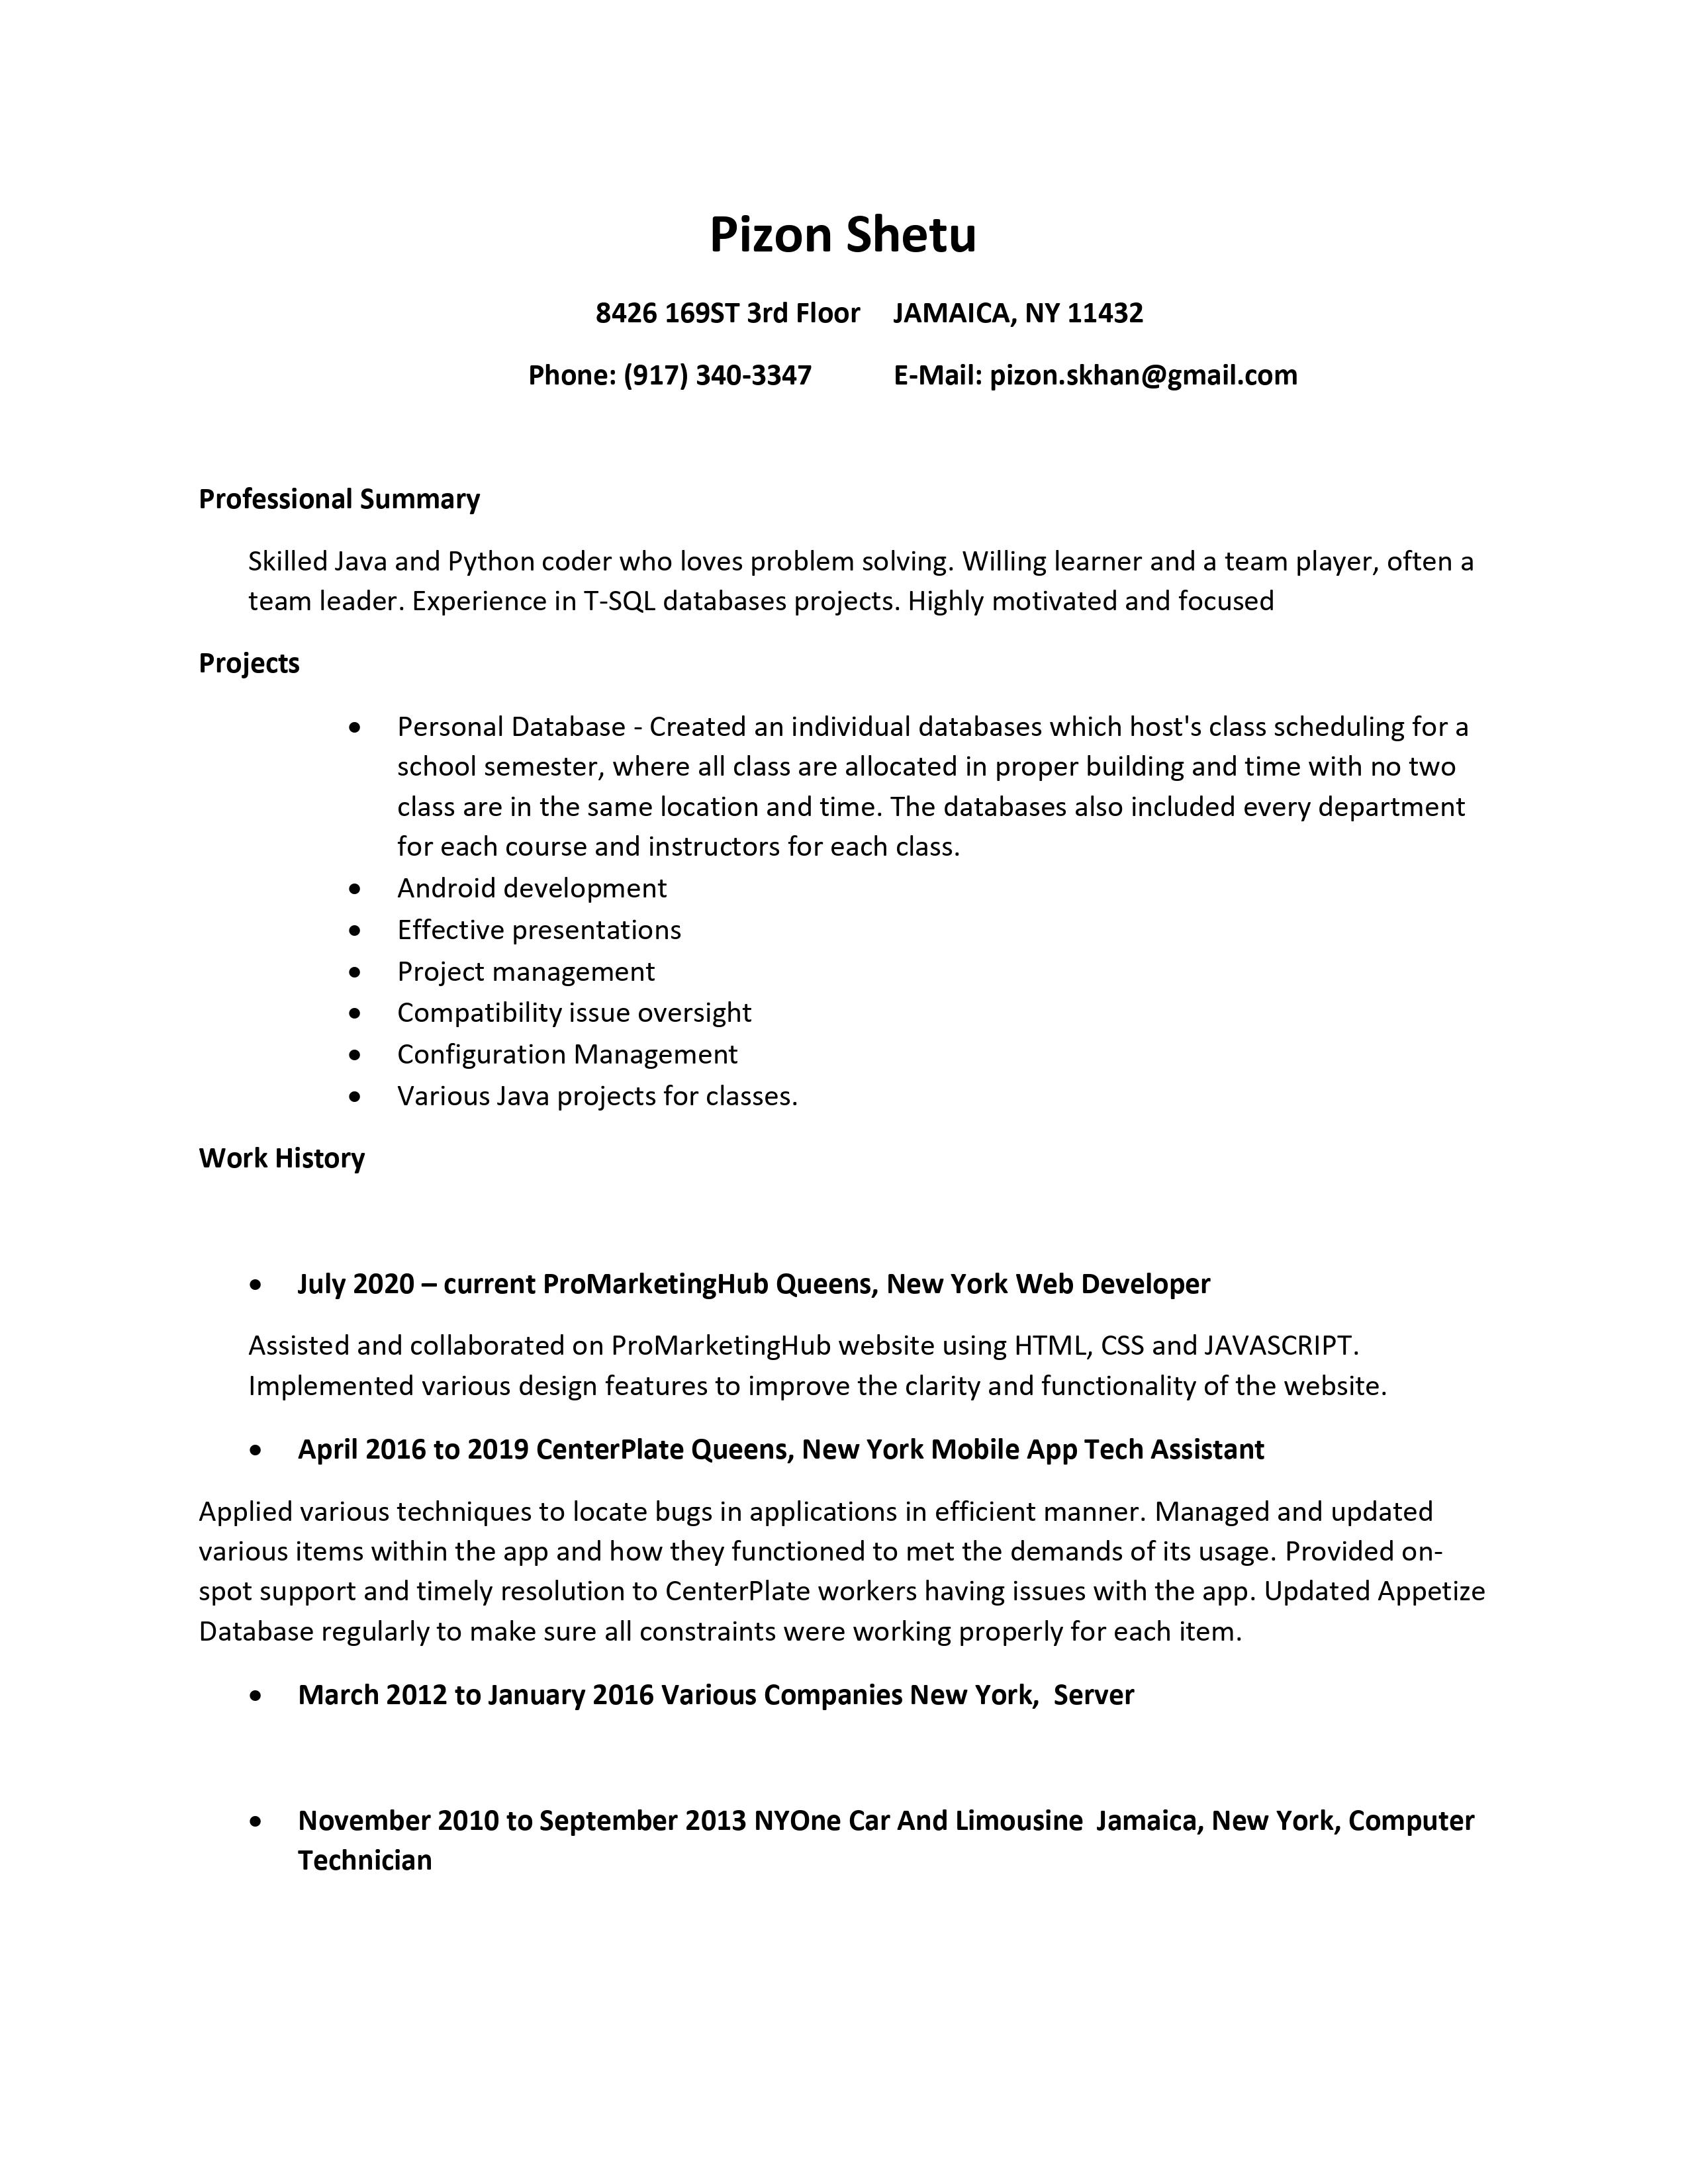 Pizon Shetu
8426 169ST 3rd Floor JAMAICA, NY 11432
Phone: (917) 340-3347 E-Mail: pizon.skhan@gmail.com
Professional Summary
Skilled Java and Python coder who loves problem solving. Willing learner and a team player, often a
team leader. Experience in T-SQL databases projects. Highly motivated and focused
Projects
• Personal Database - Created an individual databases which host's class scheduling for a
school semester, where all class are allocated in proper building and time with no two
class are in the same location and time. The databases also included every department
for each course and instructors for each class.
• Android development
• Effective presentations
• Project management
• Compatibility issue oversight
• Configuration Management
• Various Java projects for classes.
Work History
• July 2020 – current ProMarketingHub Queens, New York Web Developer
Assisted and collaborated on ProMarketingHub website using HTML, CSS and JAVASCRIPT.
Implemented various design features to improve the clarity and functionality of the website.
• April 2016 to 2019 CenterPlate Queens, New York Mobile App Tech Assistant
Applied various techniques to locate bugs in applications in efficient manner. Managed and updated
various items within the app and how they functioned to met the demands of its usage. Provided on-
spot support and timely resolution to CenterPlate workers having issues with the app. Updated Appetize
Database regularly to make sure all constraints were working properly for each item.
• March 2012 to January 2016 Various Companies New York, Server
• November 2010 to September 2013 NYOne Car And Limousine Jamaica, New York, Computer
Technician